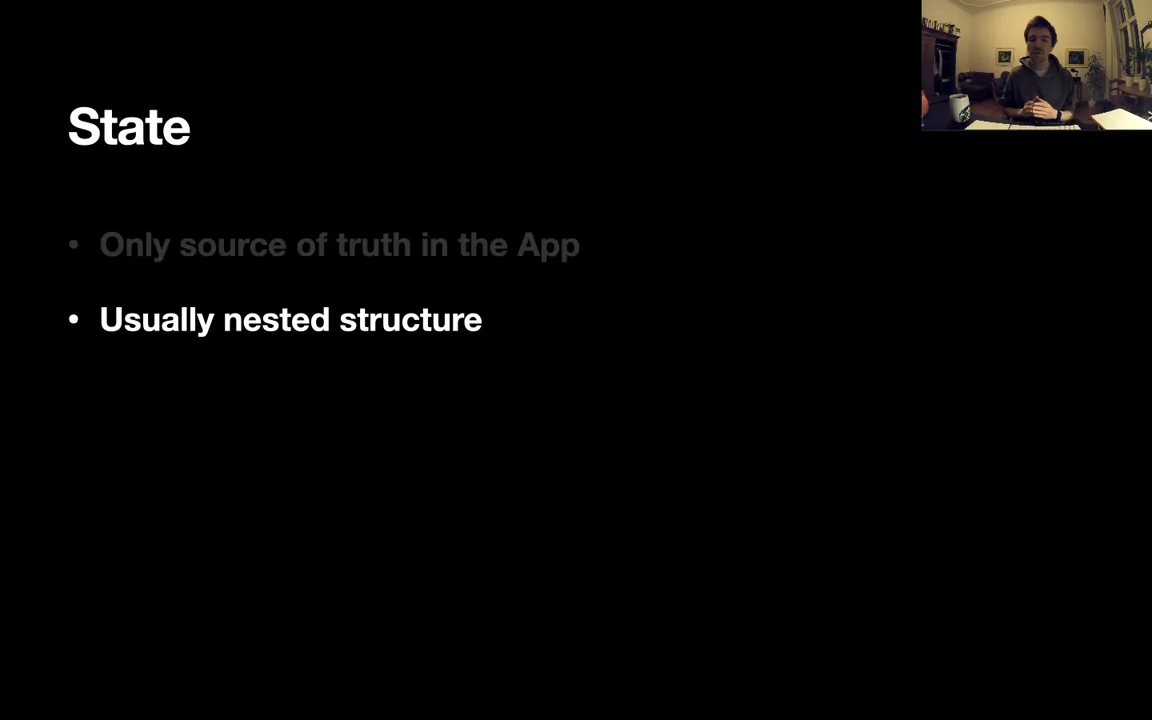 State
• Only source of truth in the App
• Usually nested structure